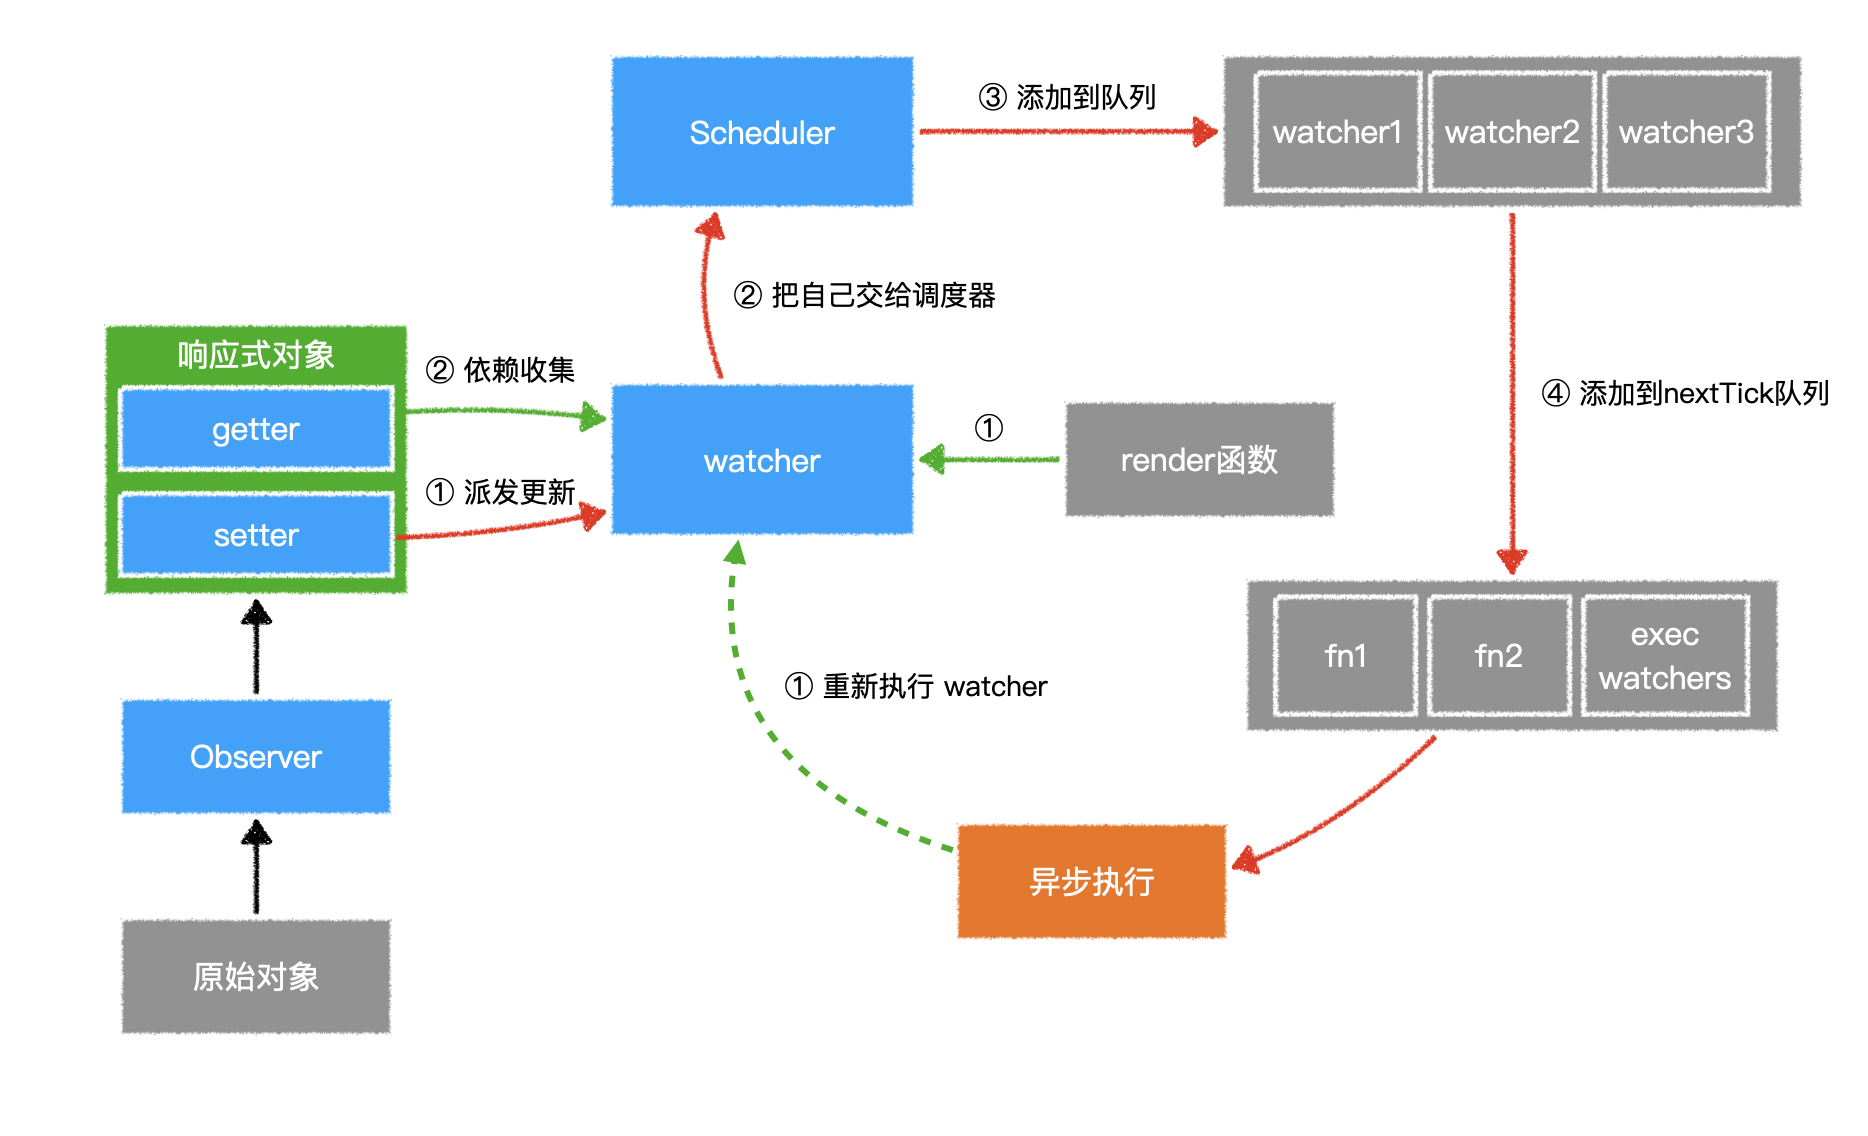 Scheduler
③ 添加到队列
watcher1
watcher2
watcher3
② 把自己交给调度器
响应式对象
② 依赖收集
getter
① 派发更新
setter
watcher
①
render函数
④ 添加到nextTick队列
fn1
fn2
exec
watchers
① 重新执行 watcher
Observer
异步执行
原始对象